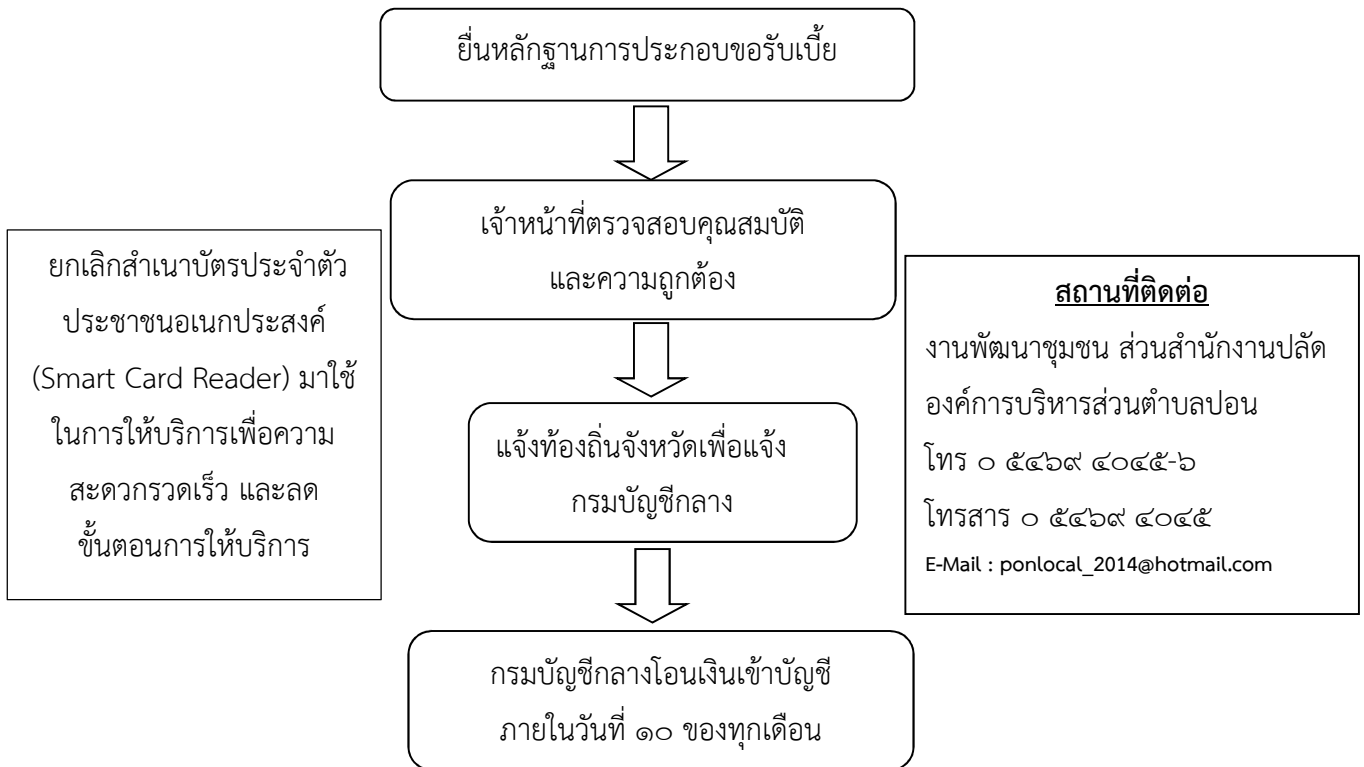 ยื่นหลักฐานการประกอบขอรับเบี้ย
เจ้าหน้าที่ตรวจสอบคุณสมบัติ
และความถูกต้อง
ยกเลิกสำเนาบัตรประจำตัว
ประชาชนอเนกประสงค์
(Smart Card Reader) มาใช้
ในการให้บริการเพื่อความ
สะดวกรวดเร็ว และลด
ขั้นตอนการให้บริการ
สถานที่ติดต่อ
งานพัฒนาชุมชน ส่วนสำนักงานปลัด
องค์การบริหารส่วนตำบลปอน
โทร ๐ ๕๔๖๙ ๔๐๔๕-๖
โทรสาร ๐ ๕๔๖๙ ๔๐๔๕
E-Mail : ponlocal_2014@hotmail.com
แจ้งท้องถิ่นจังหวัดเพื่อแจ้ง
กรมบัญชีกลาง
กรมบัญชีกลางโอนเงินเข้าบัญชี
ภายในวันที่ ๑๐ ของทุกเดือน